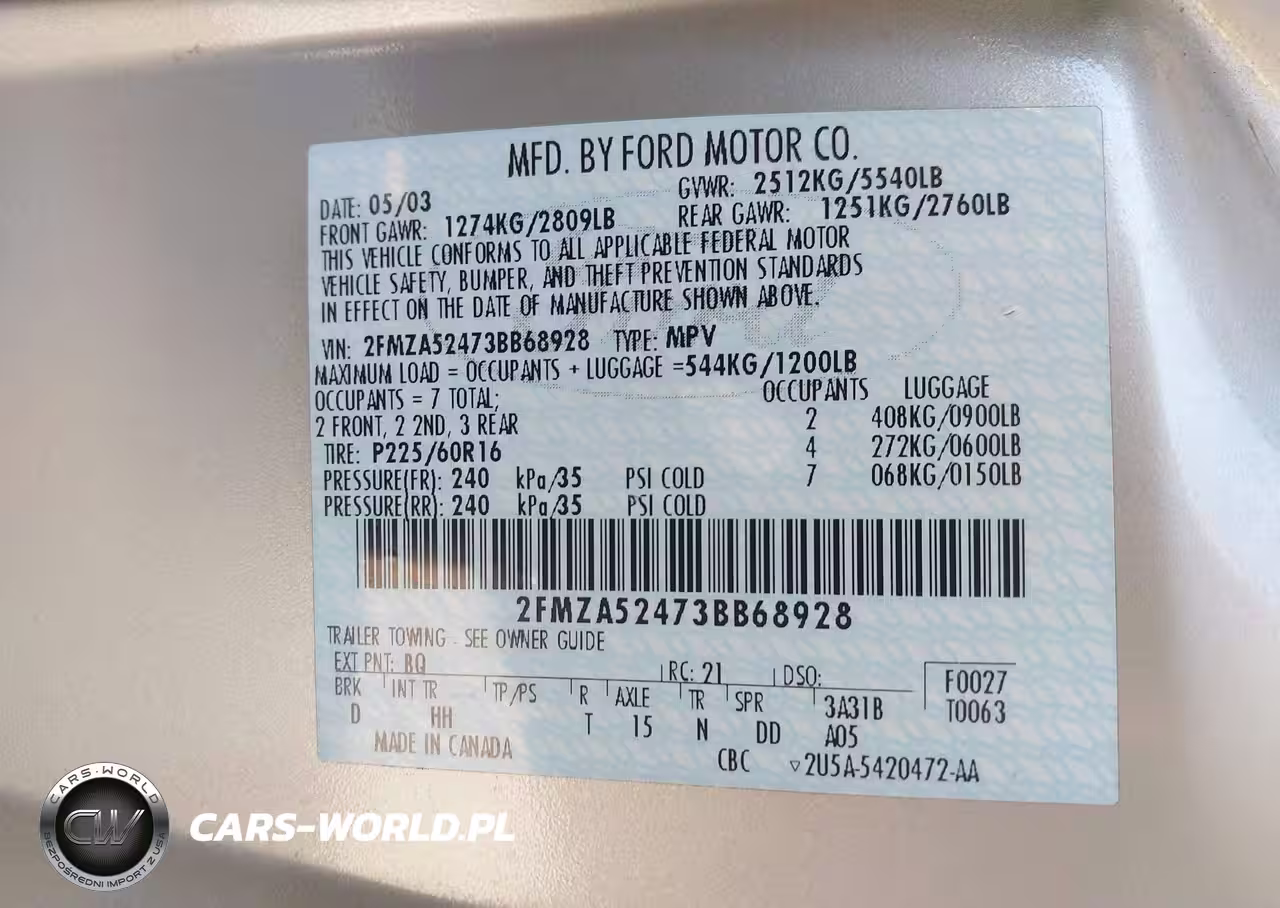 MFD. BY FORD MOTOR CO.
DATE: 05/03 GVWR: 2512KG/5540LB
FRONT GAWR: 1274KG/2809LB REAR GAWR: 1251KG/2760LB
THIS VEHICLE CONFORMS TO ALL APPLICABLE FEDERAL MOTOR
VEHICLE SAFETY, BUMPER, AND THEFT PREVENTION STANDARDS
IN EFFECT ON THE DATE OF MANUFACTURE SHOWN ABOVE.
VIN: 2FMZA52473BB68928 TYPE: MPV
MAXIMUM LOAD = OCCUPANTS + LUGGAGE =544KG/1200LB
OCCUPANTS = 7 TOTAL; OCCUPANTS LUGGAGE
2 FRONT, 2 2ND, 3 REAR 2 408KG/0900LB
TIRE: P225/60R16 4 272KG/0600LB
PRESSURE(FR): 240 kPa/35 PSI COLD 7 068KG/0150LB
PRESSURE(RR): 240 kPa/35 PSI COLD
2FMZA52473BB68928
TRAILER TOWING - SEE OWNER GUIDE
EXT PNT: BQ RC: 21 DSO: F0027
BRK INT TR TP/PS R AXLE TR SPR 3A31B T0063
D HH T 15 N DD A05
MADE IN CANADA
CBC ▽2U5A-5420472-AA
CARS-WORLD
CW
BEZPOŚREDNI IMPORT Z USA
CARS-WORLD.PL